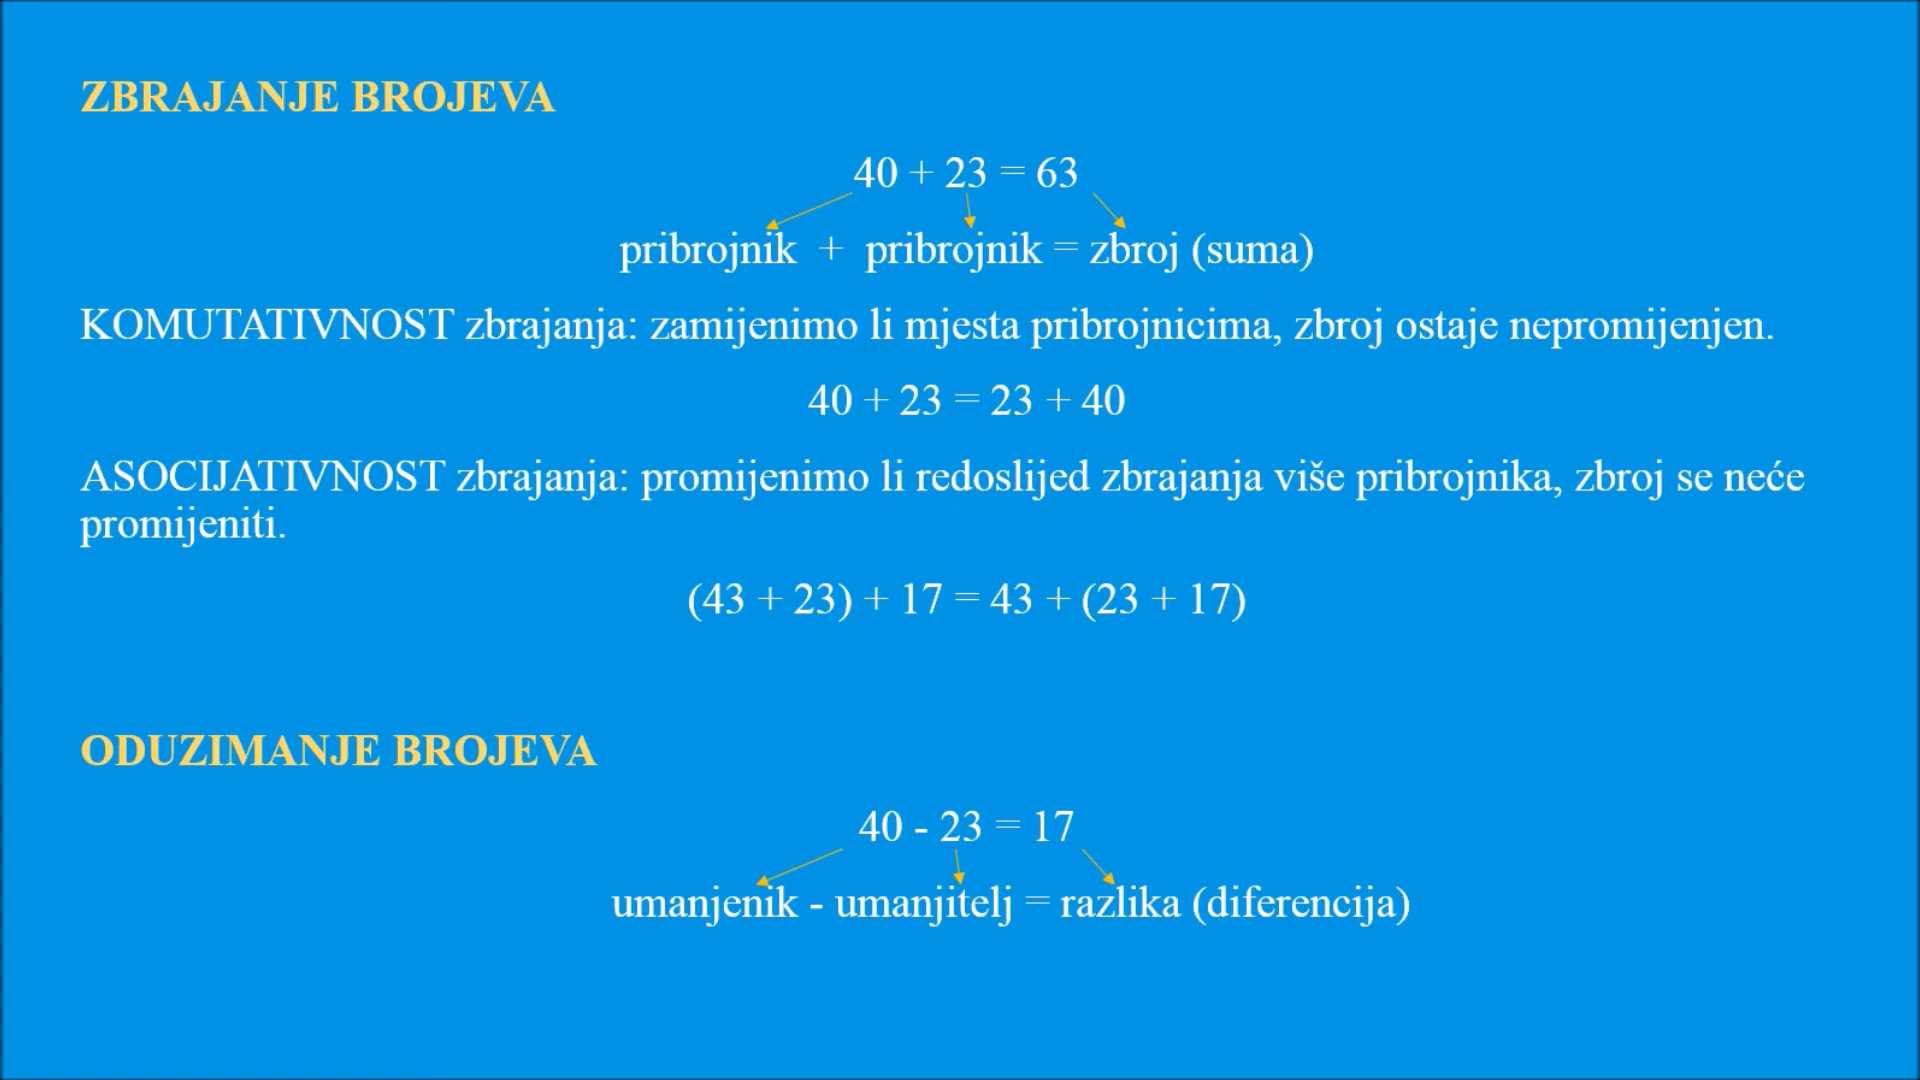 ZBRAJANJE BROJEVA
40 + 23 = 63
pribrojnik + pribrojnik = zbroj (suma)
KOMUTATIVNOST zbrajanja: zamijenimo li mjesta pribrojnicima, zbroj ostaje nepromijenjen.
40 + 23 = 23 + 40
ASOCIJATIVNOST zbrajanja: promijenimo li redoslijed zbrajanja više pribrojnika, zbroj se neće
promijeniti.
(43 + 23) + 17 = 43 + (23 + 17)
ODUZIMANJE BROJEVA
40 - 23 = 17
umanjenik - umanjitelj = razlika (diferencija)